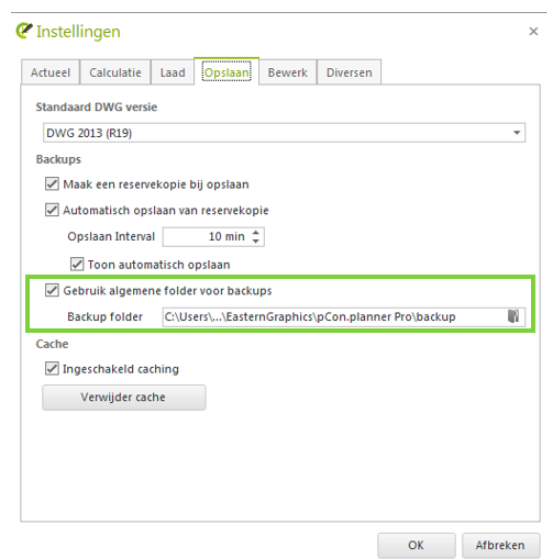 Instellingen
Actueel Calculatie Laad Opslaan Bewerk Diversen
Standaard DWG versie
DWG 2013 (R19)
Backups
Maak een reservekopie bij opslaan
Automatisch opslaan van reservekopie
Opslaan Interval 10 min
Toon automatisch opslaan
Gebruik algemene folder voor backups
Backup folder C:\Users\...\EasternGraphics\pCon.planner Pro\backup
Cache
Ingeschakeld caching
Verwijder cache
OK Afbreken